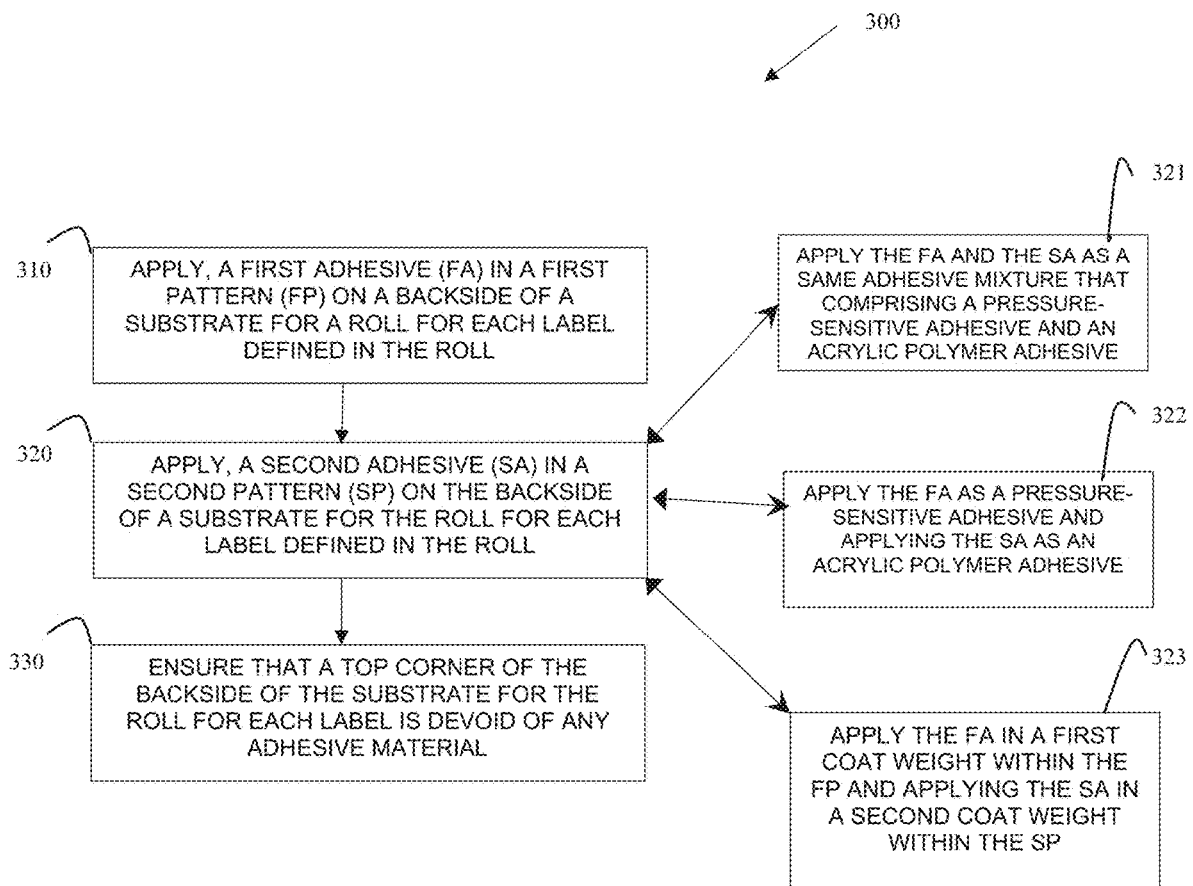 300
310
APPLY, A FIRST ADHESIVE (FA) IN A FIRST
PATTERN (FP) ON A BACKSIDE OF A
SUBSTRATE FOR A ROLL FOR EACH LABEL
DEFINED IN THE ROLL
320
APPLY, A SECOND ADHESIVE (SA) IN A
SECOND PATTERN (SP) ON THE BACKSIDE
OF A SUBSTRATE FOR THE ROLL FOR EACH
LABEL DEFINED IN THE ROLL
330
ENSURE THAT A TOP CORNER OF THE
BACKSIDE OF THE SUBSTRATE FOR THE
ROLL FOR EACH LABEL IS DEVOID OF ANY
ADHESIVE MATERIAL
321
APPLY THE FA AND THE SA AS A
SAME ADHESIVE MIXTURE THAT
COMPRISING A PRESSURE-
SENSITIVE ADHESIVE AND AN
ACRYLIC POLYMER ADHESIVE
322
APPLY THE FA AS A PRESSURE-
SENSITIVE ADHESIVE AND
APPLYING THE SA AS AN
ACRYLIC POLYMER ADHESIVE
323
APPLY THE FA IN A FIRST
COAT WEIGHT WITHIN THE
FP AND APPLYING THE SA IN
A SECOND COAT WEIGHT
WITHIN THE SP